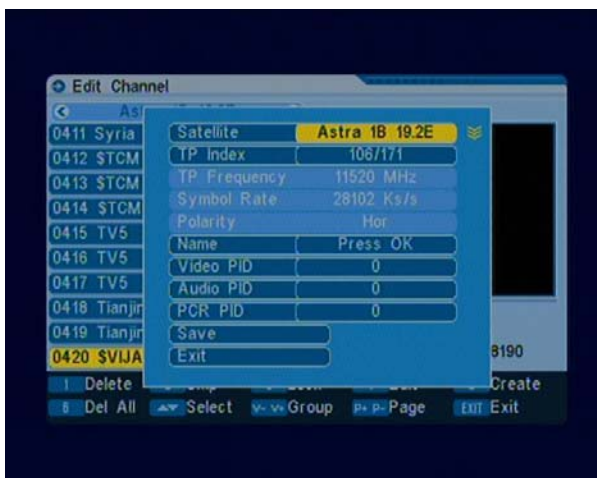 Edit Channel
Satellite Astra 1B 19.2E
0411 Syria
TP Index 106/171
0412 $TCM
TP Frequency 11520 MHz
0413 $TCM
Symbol Rate 28102 Ks/s
0414 $TCM
Polarity Hor
0415 TV5
Name Press OK
0416 TV5
Video PID 0
0417 TV5
Audio PID 0
0418 Tianjin
PCR PID 0
0419 Tianjin
Save
0420 $VIJA
Exit
8190
1 Delete Create
6 Del All Select V- V+ Group P+ P- Page EXIT Exit